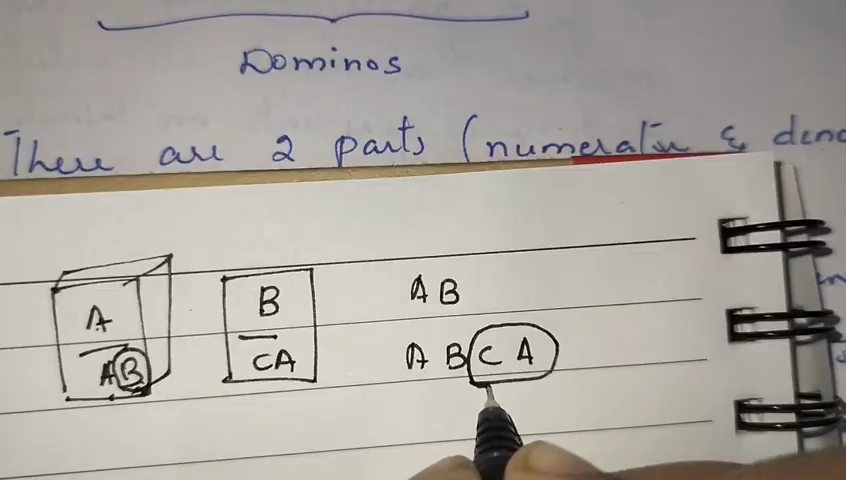 Dominos
There are 2 parts (numerator & deno
A B A B
AB CA A B C A